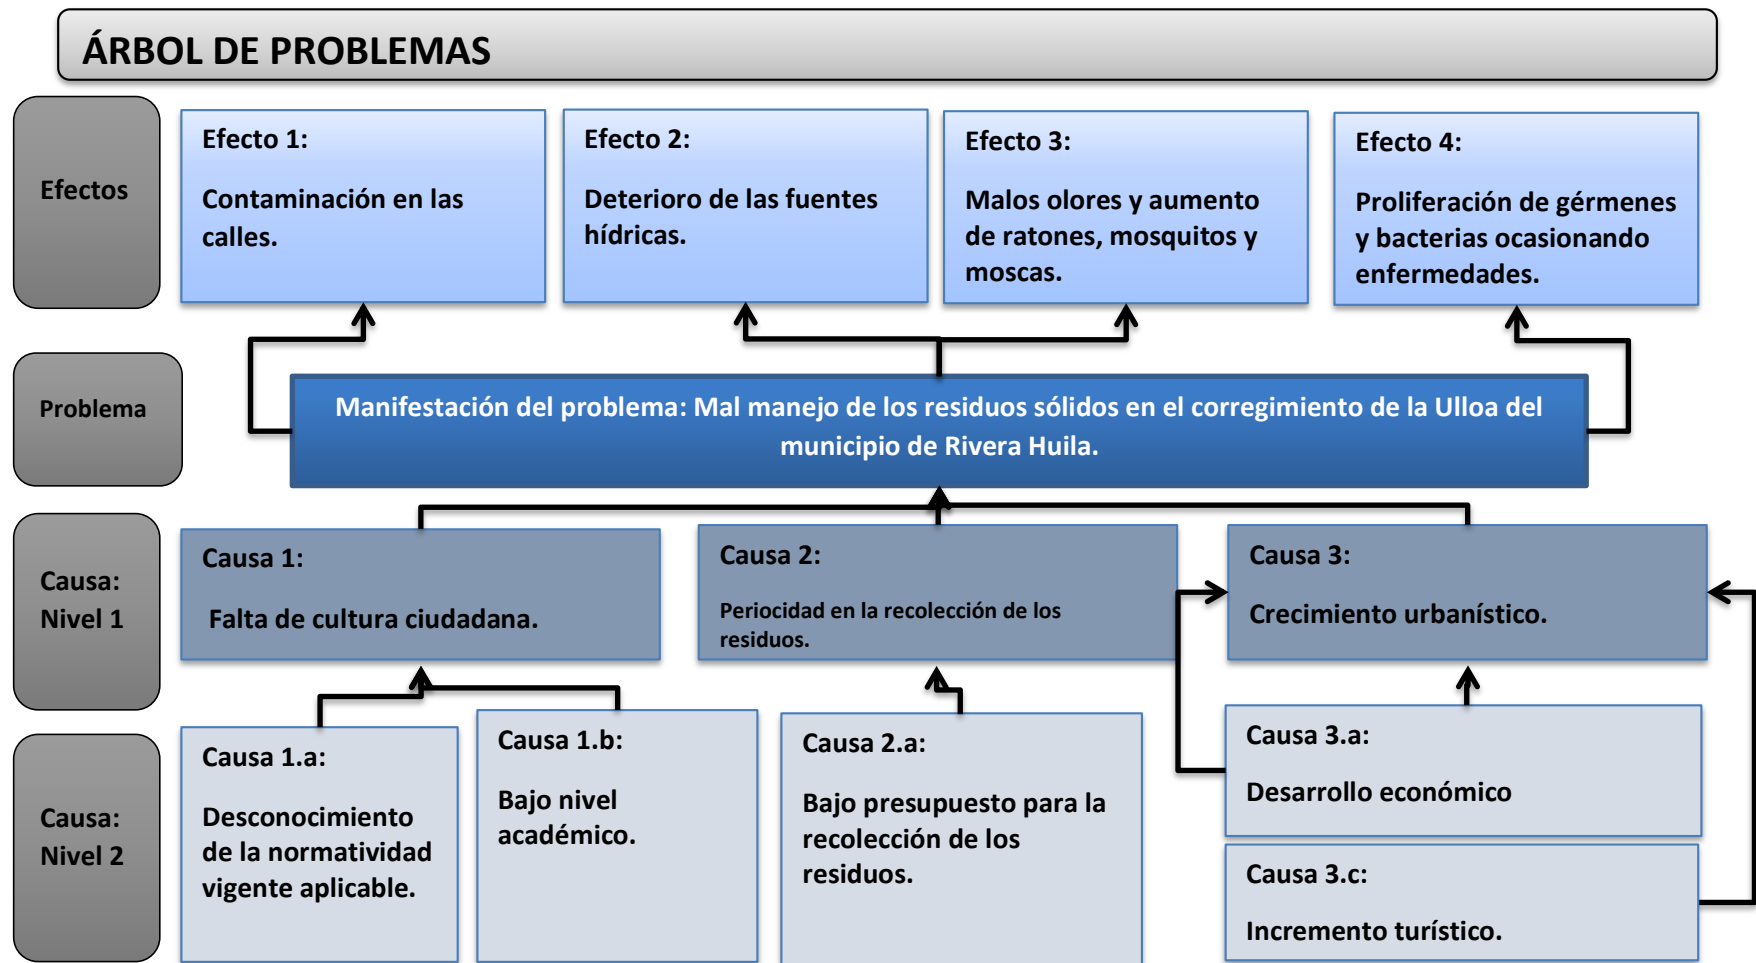 ÁRBOL DE PROBLEMAS
Efectos
Efecto 1:
Contaminación en las
calles.
Efecto 2:
Deterioro de las fuentes
hídricas.
Efecto 3:
Malos olores y aumento
de ratones, mosquitos y
moscas.
Efecto 4:
Proliferación de gérmenes
y bacterias ocasionando
enfermedades.
Problema
Manifestación del problema: Mal manejo de los residuos sólidos en el corregimiento de la Ulloa del
municipio de Rivera Huila.
Causa:
Nivel 1
Causa 1:
Falta de cultura ciudadana.
Causa 2:
Periocidad en la recolección de los
residuos.
Causa 3:
Crecimiento urbanístico.
Causa:
Nivel 2
Causa 1.a:
Desconocimiento
de la normatividad
vigente aplicable.
Causa 1.b:
Bajo nivel
académico.
Causa 2.a:
Bajo presupuesto para la
recolección de los
residuos.
Causa 3.a:
Desarrollo económico
Causa 3.c:
Incremento turístico.